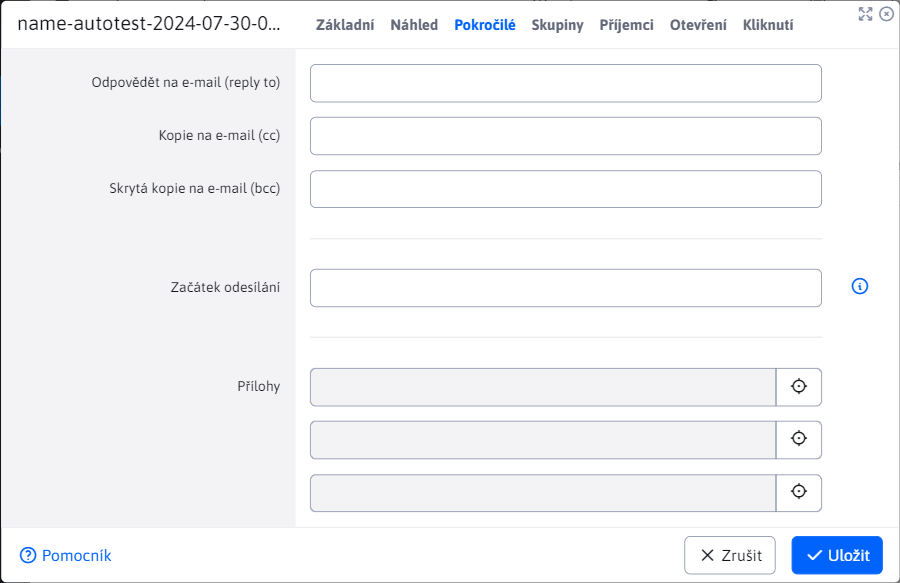 name-autotest-2024-07-30-0...
Základní Náhled Pokročilé Skupiny Příjemci Otevření Kliknutí
Odpovědět na e-mail (reply to)
Kopie na e-mail (cc)
Skrytá kopie na e-mail (bcc)
Začátek odesílání
Přílohy
Pomocník
Zrušit
Uložit